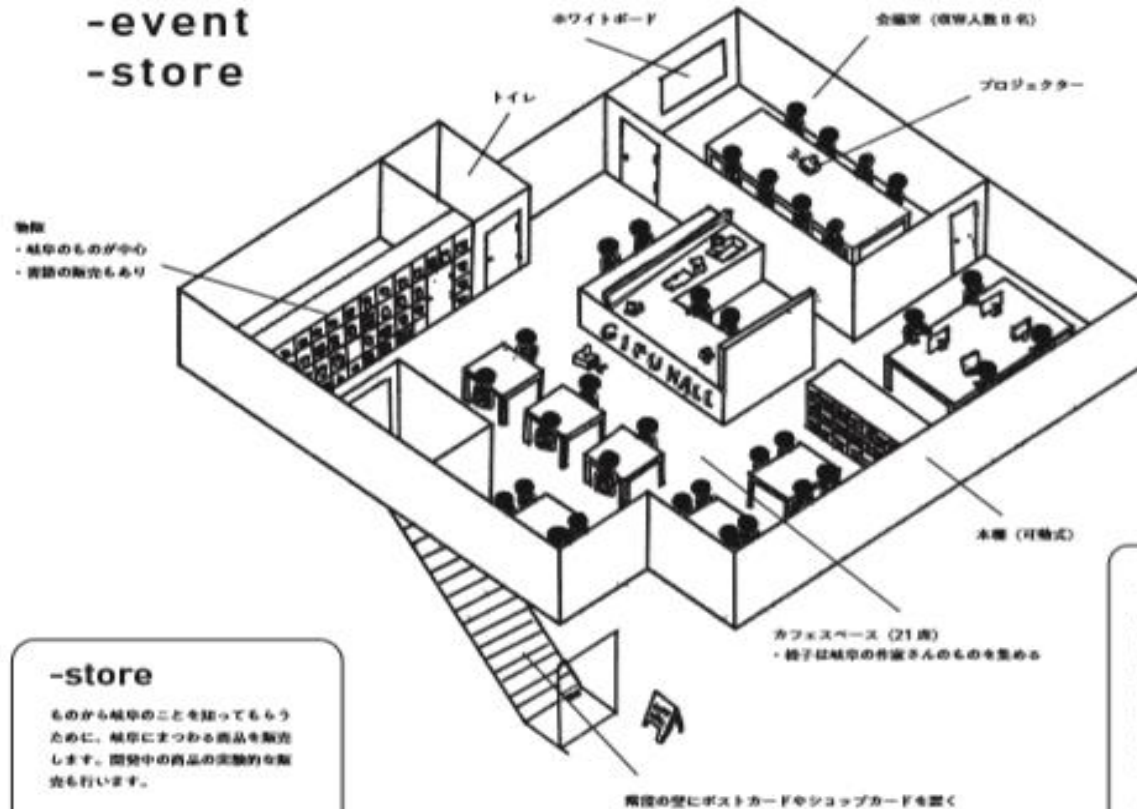 -event
-store
ホワイトボード
会議室（収容人数8名）
プロジェクター
トイレ
物販
・岐阜のものが中心
・書籍の販売もあり
GIFU HALL
本棚（可動式）
カフェスペース（21席）
・椅子は岐阜の作家さんのものを集める
-store
ものから岐阜のことを知ってもらう
ために、岐阜にまつわる商品を販売
します。開発中の商品の実験的な販
売も行います。
階段の壁にポストカードやショップカードを置く